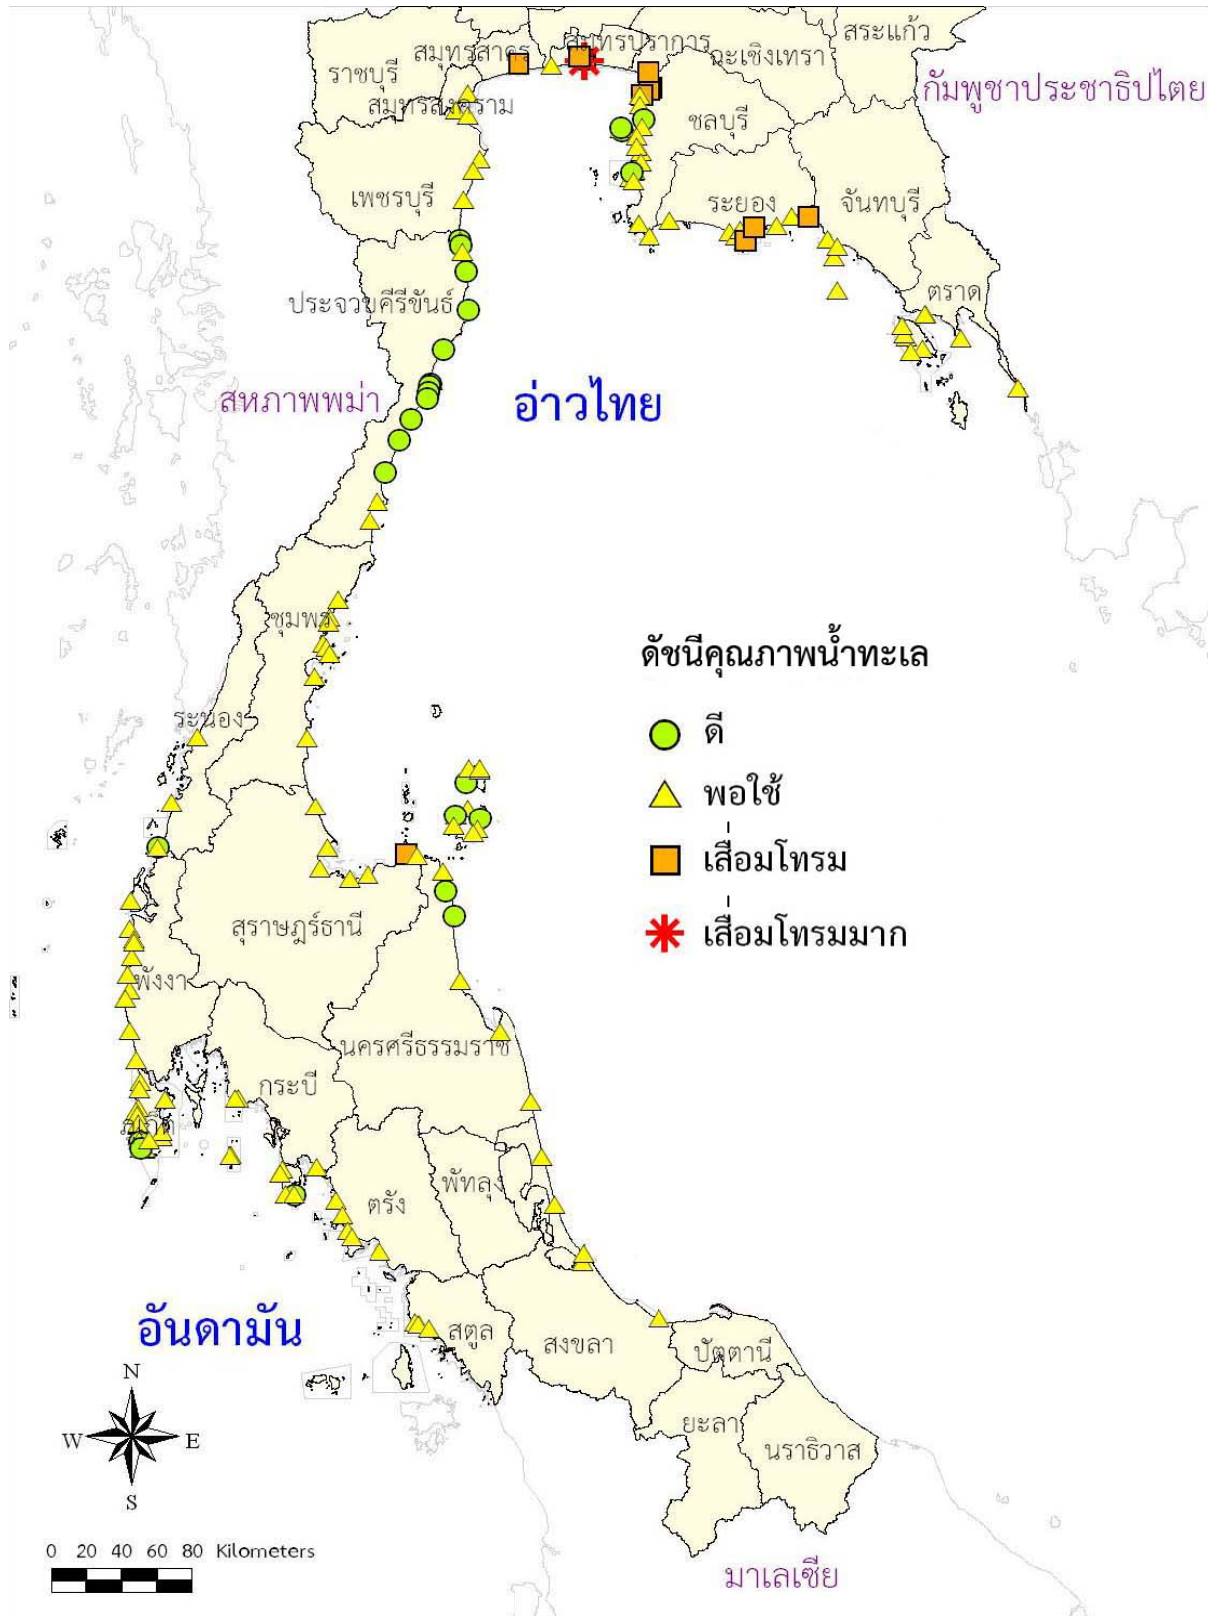 สระแก้ว
สมุทรปราการ
สมุทรสาคร
ฉะเชิงเทรา
ราชบุรี
กัมพูชาประชาธิปไตย
สมุทรสงคราม
ชลบุรี
เพชรบุรี
ระยอง
จันทบุรี
ตราด
ประจวบคีรีขันธ์
สหภาพพม่า
อ่าวไทย
ชุมพร
ดัชนีคุณภาพน้ำทะเล
ระนอง
ดี
พอใช้
เสื่อมโทรม
เสื่อมโทรมมาก
สุราษฎร์ธานี
พังงา
นครศรีธรรมราช
กระบี่
ภูเก็ต
พัทลุง
ตรัง
อันดามัน
สตูล
สงขลา
ปัตตานี
ยะลา
นราธิวาส
N
W E
S
0 20 40 60 80 Kilometers
มาเลเซีย